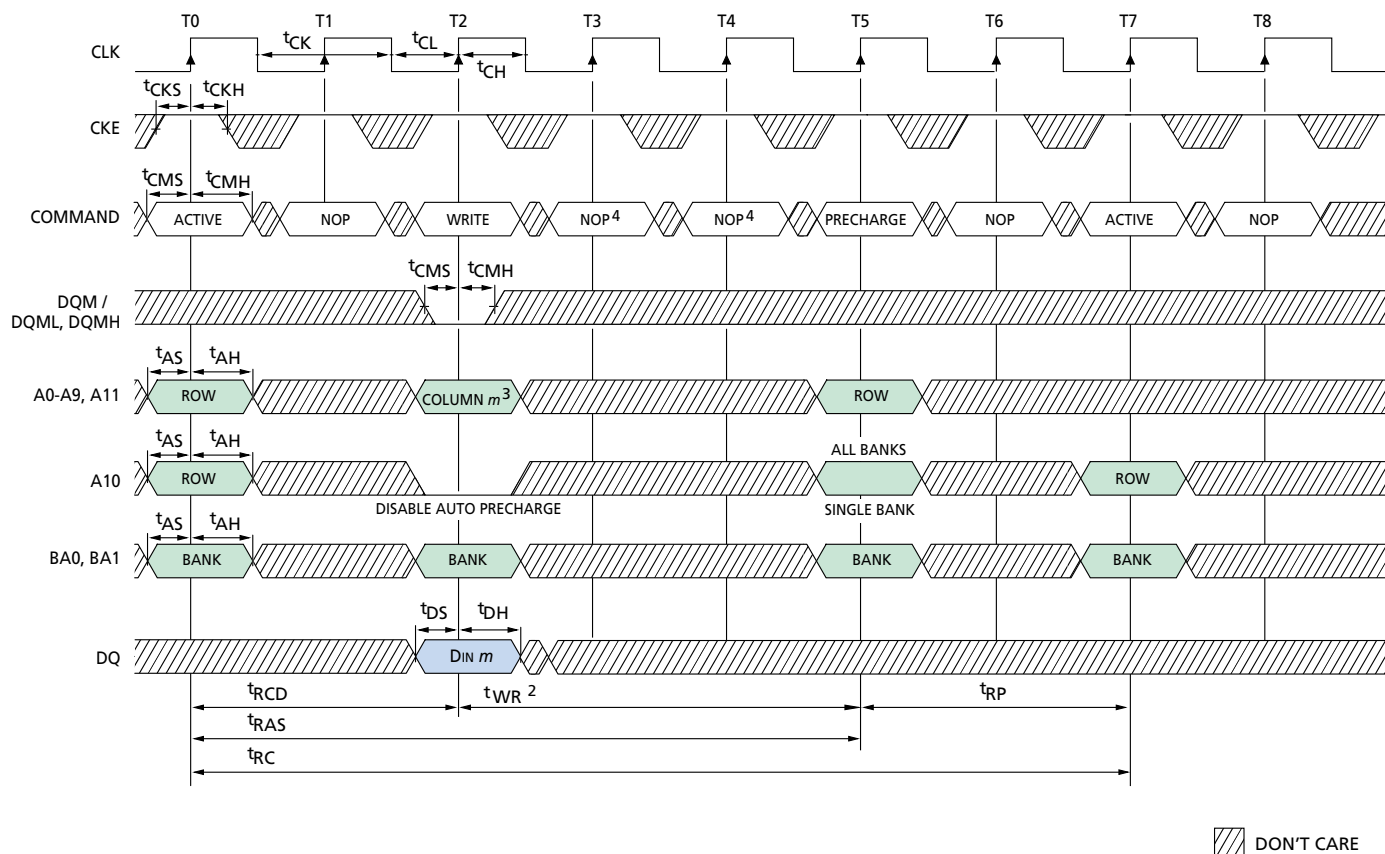 T0 T1 T2 T3 T4 T5 T6 T7 T8
CLK
tCK tCL
tCH
tCKS tCKH
CKE
tCMS tCMH
COMMAND ACTIVE NOP WRITE NOP4 NOP4 PRECHARGE NOP ACTIVE NOP
tCMS tCMH
DQM /
DQML, DQMH
tAS tAH
A0-A9, A11 ROW COLUMN m3 ROW
tAS tAH
ALL BANKS
A10 ROW ROW
DISABLE AUTO PRECHARGE SINGLE BANK
tAS tAH
BA0, BA1 BANK BANK BANK BANK
tDS tDH
DQ DIN m
tRCD tWR 2 tRP
tRAS
tRC
DON'T CARE